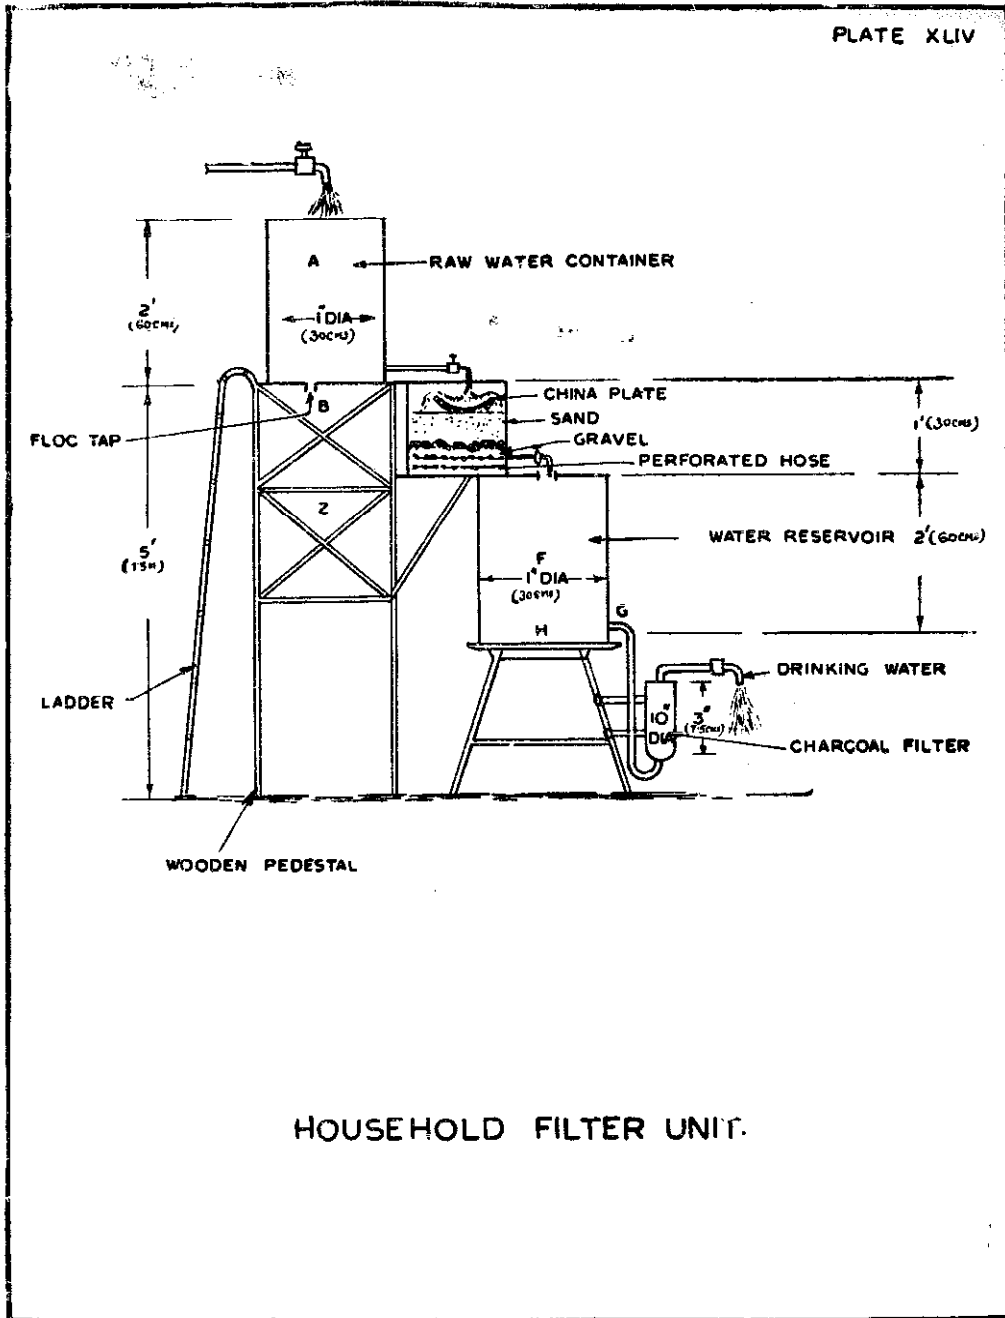 PLATE XLIV
A
RAW WATER CONTAINER
2'
(60CMS)
1" DIA
(30CMS)
B
CHINA PLATE
SAND
FLOC TAP
GRAVEL
1' (30CMS)
PERFORATED HOSE
Z
5'
(1.5M)
WATER RESERVOIR 2' (60CMS)
F
1" DIA
(30CMS)
G
H
DRINKING WATER
LADDER
10"
DIA
3"
(7.5CMS)
CHARCOAL FILTER
WOODEN PEDESTAL
HOUSEHOLD FILTER UNIT.